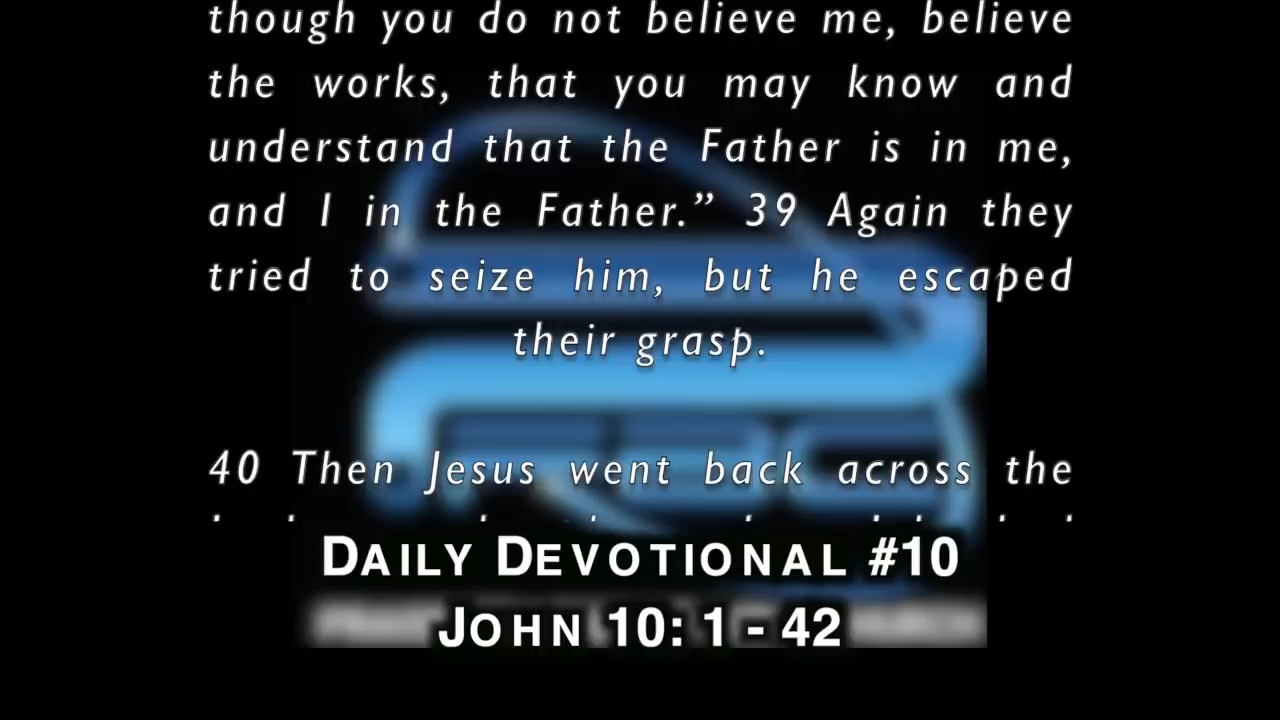 though you do not believe me, believe
the works, that you may know and
understand that the Father is in me,
and I in the Father.” 39 Again they
tried to seize him, but he escaped
their grasp.
40 Then Jesus went back across the
DAILY DEVOTIONAL #10
JOHN 10: 1 - 42